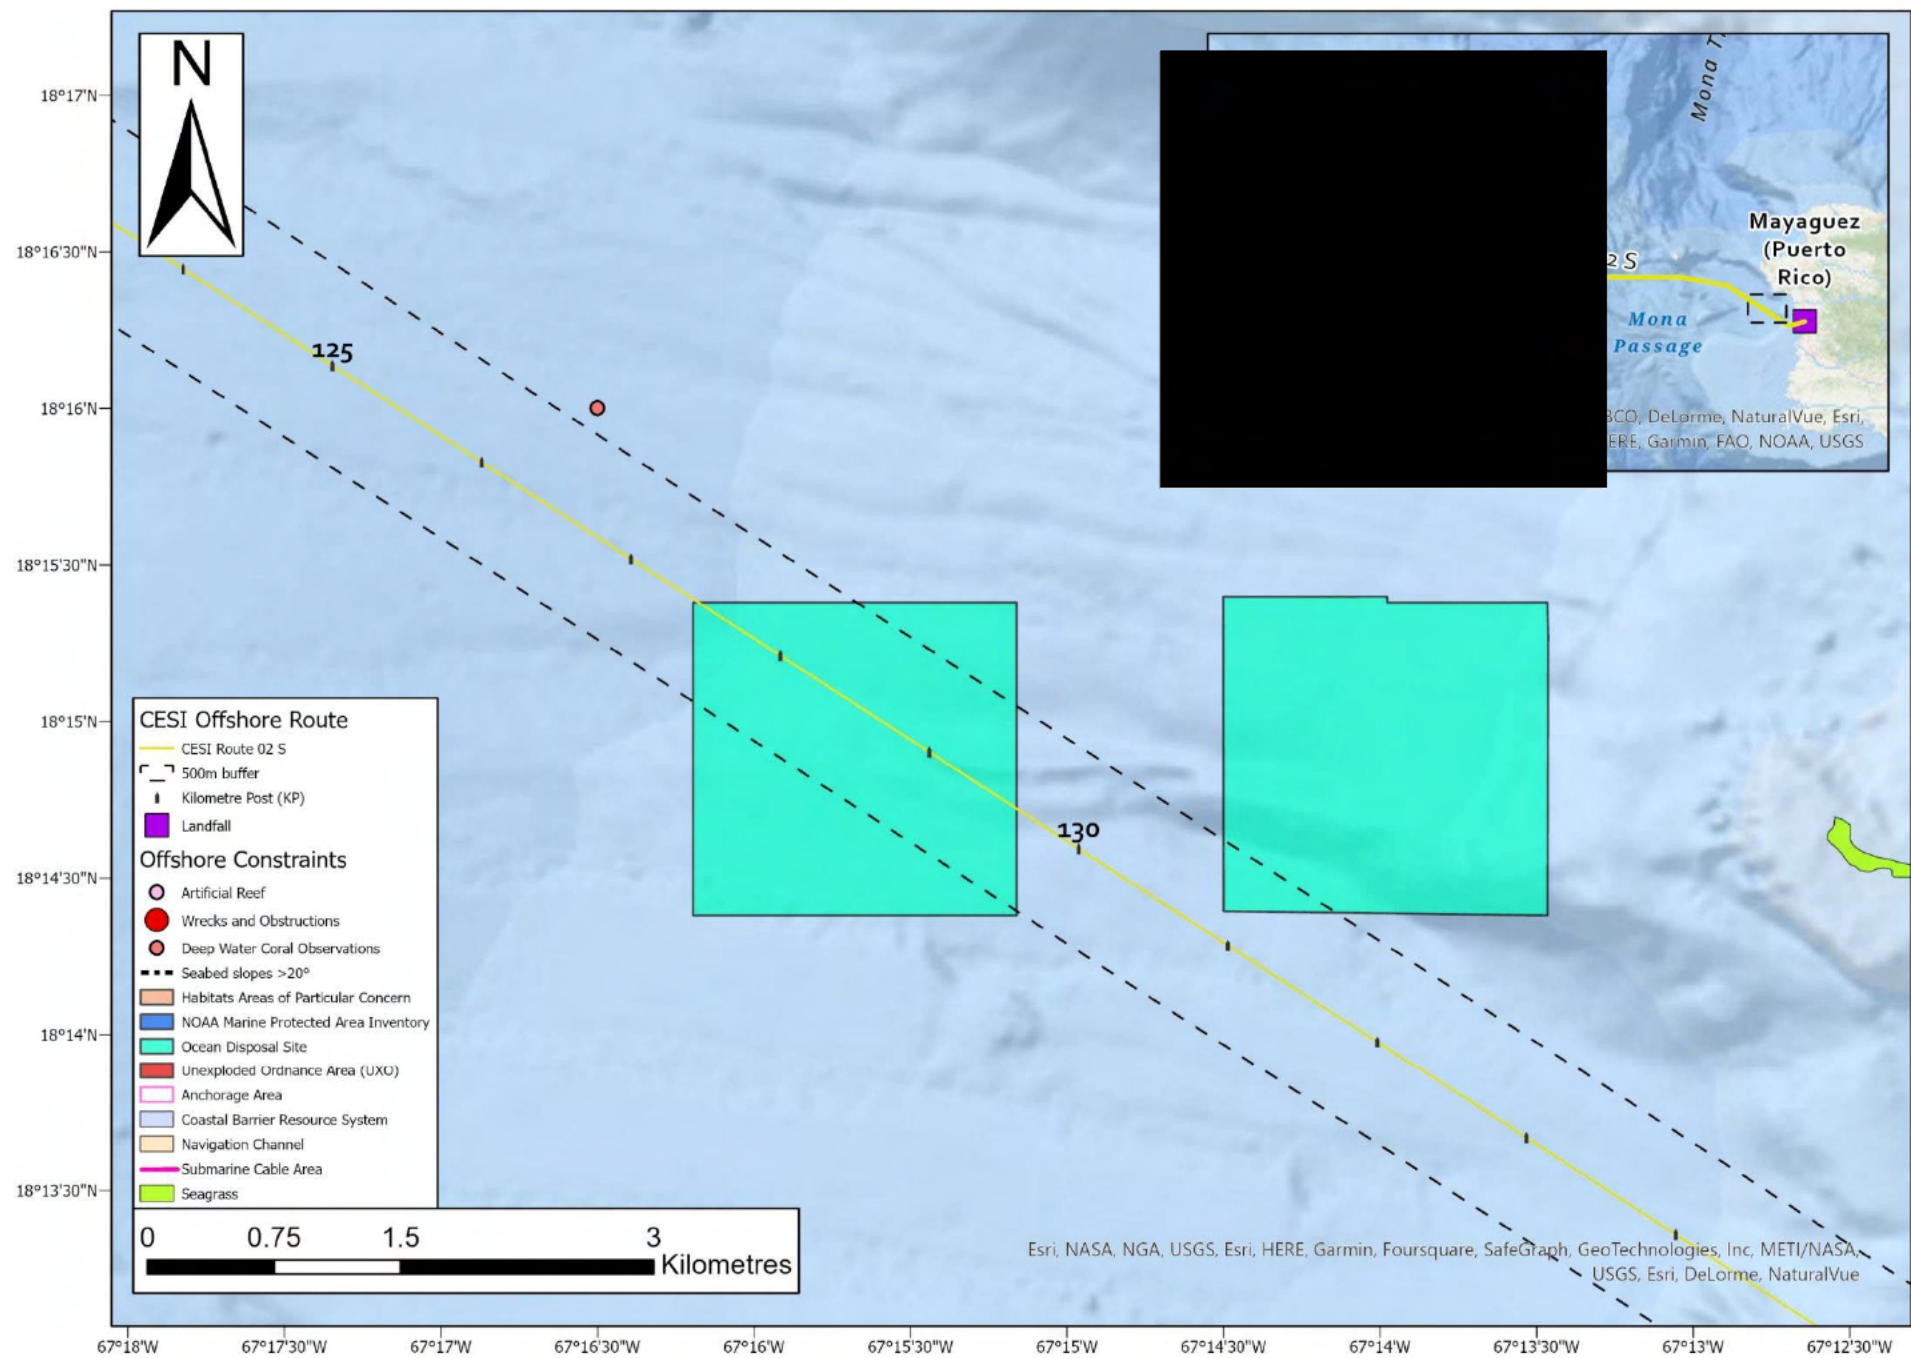 N
18°17'N
18°16'30"N
18°16'N
18°15'30"N
18°15'N
18°14'30"N
18°14'N
18°13'30"N
125
130
Mona
Mayaguez
(Puerto
Rico)
2 S
Mona
Passage
DeLorme, NaturalVue, Esri,
Garmin, FAO, NOAA, USGS
CESI Offshore Route
CESI Route 02 S
500m buffer
Kilometre Post (KP)
Landfall
Offshore Constraints
Artificial Reef
Wrecks and Obstructions
Deep Water Coral Observations
Seabed slopes >20°
Habitats Areas of Particular Concern
NOAA Marine Protected Area Inventory
Ocean Disposal Site
Unexploded Ordnance Area (UXO)
Anchorage Area
Coastal Barrier Resource System
Navigation Channel
Submarine Cable Area
Seagrass
0 0.75 1.5 3
Kilometres
Esri, NASA, NGA, USGS, Esri, HERE, Garmin, Foursquare, SafeGraph, GeoTechnologies, Inc, METI/NASA,
USGS, Esri, DeLorme, NaturalVue
67°18'W 67°17'30"W 67°17'W 67°16'30"W 67°16'W 67°15'30"W 67°15'W 67°14'30"W 67°14'W 67°13'30"W 67°13'W 67°12'30"W